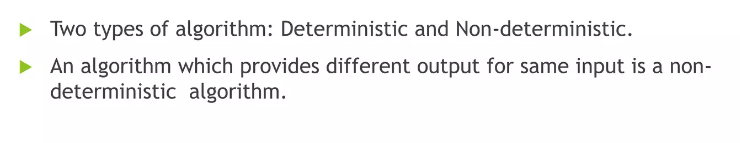 Two types of algorithm: Deterministic and Non-deterministic.
An algorithm which provides different output for same input is a non-
deterministic algorithm.